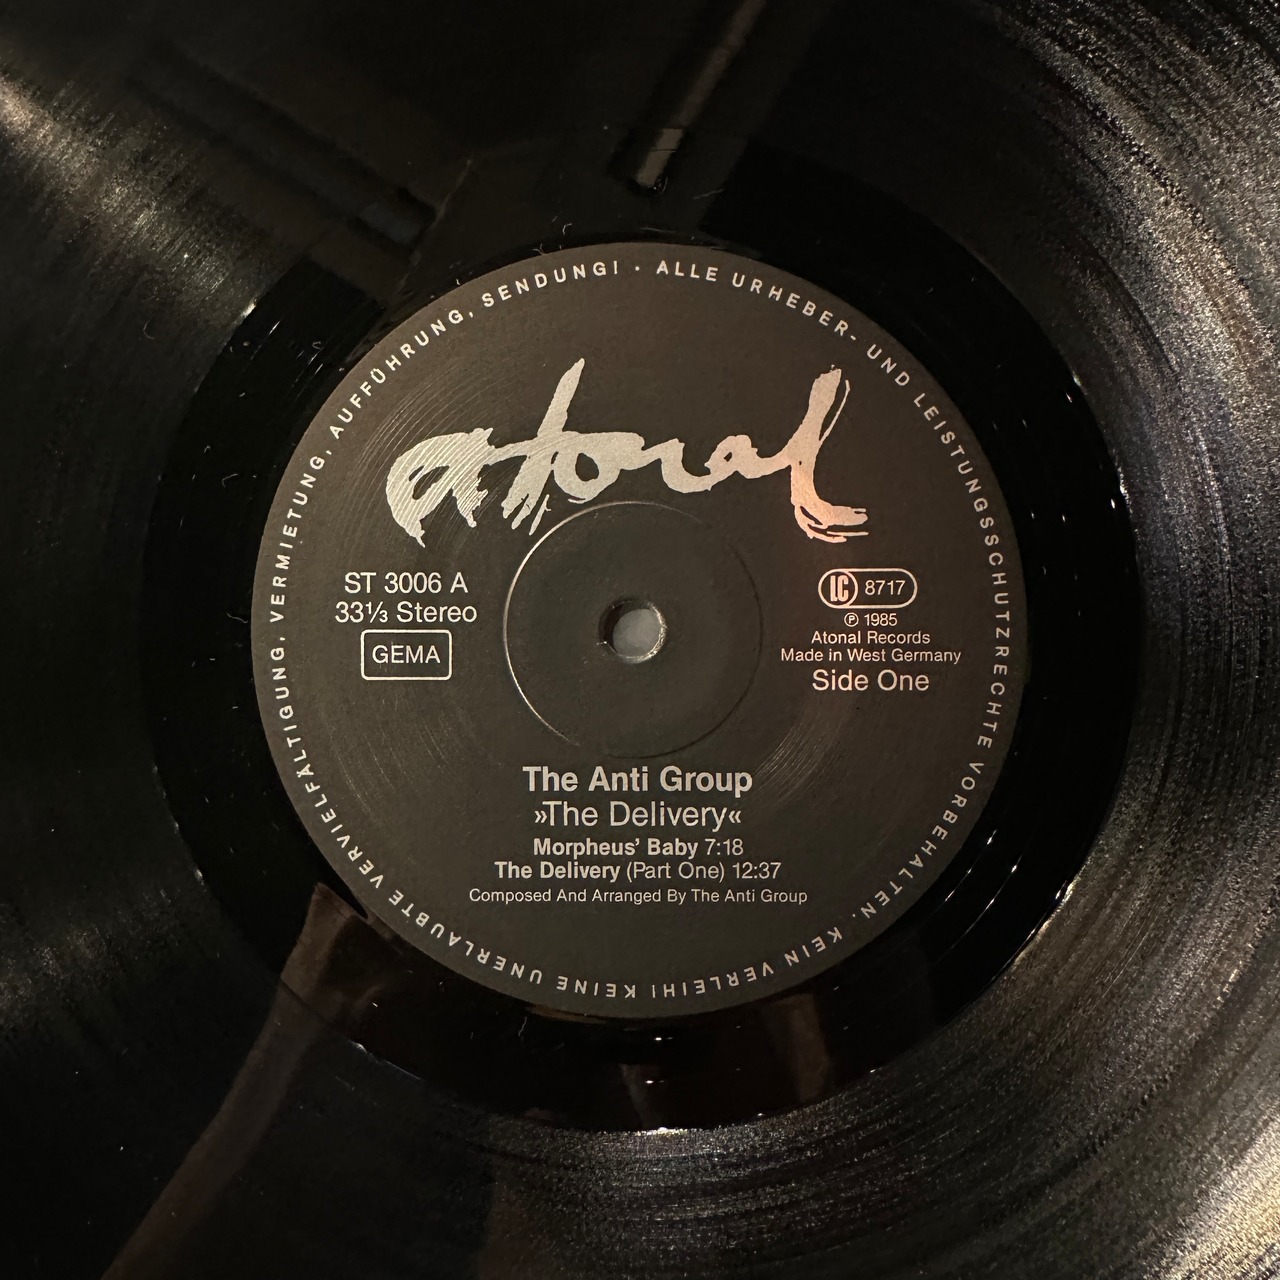 atonal
ST 3006 A
33⅓ Stereo
GEMA
LC 8717
℗ 1985
Atonal Records
Made in West Germany
Side One
The Anti Group
»The Delivery«
Morpheus’ Baby 7:18
The Delivery (Part One) 12:37
Composed And Arranged By The Anti Group
ALLE URHEBER- UND LEISTUNGSSCHUTZRECHTE VORBEHALTEN. KEIN VERLEIH! KEINE UNERLAUBTE VERVIELFÄLTIGUNG, VERMIETUNG, AUFFÜHRUNG, SENDUNG! ·